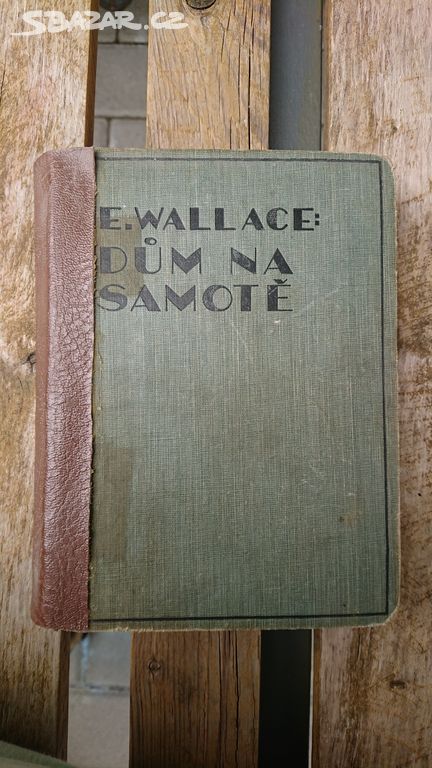 SBAZAR.CZ
E. WALLACE:
DŮM NA
SAMOTĚ